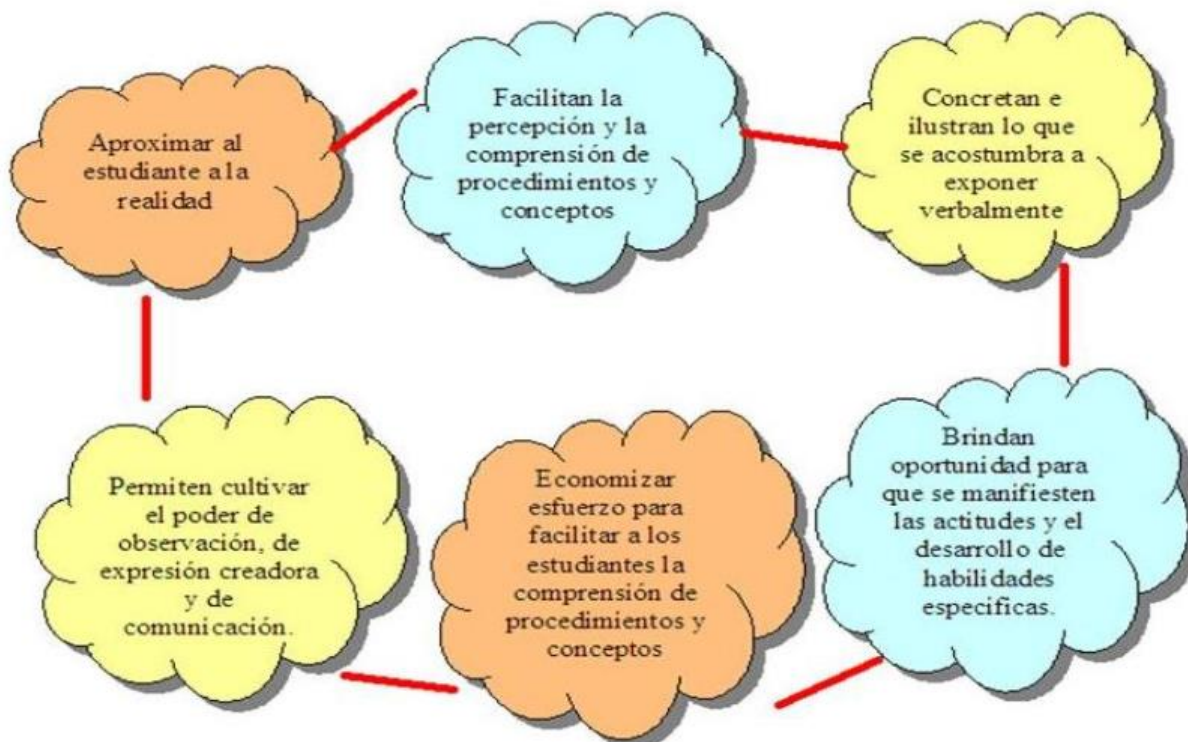 Aproximar al
estudiante a la
realidad
Facilitan la
percepción y la
comprensión de
procedimientos y
conceptos
Concretan e
ilustran lo que
se acostumbra a
exponer
verbalmente
Permiten cultivar
el poder de
observación, de
expresión creadora
y de
comunicación.
Economizar
esfuerzo para
facilitar a los
estudiantes la
comprensión de
procedimientos y
conceptos
Brindan
oportunidad para
que se manifiesten
las actitudes y el
desarrollo de
habilidades
especificas.